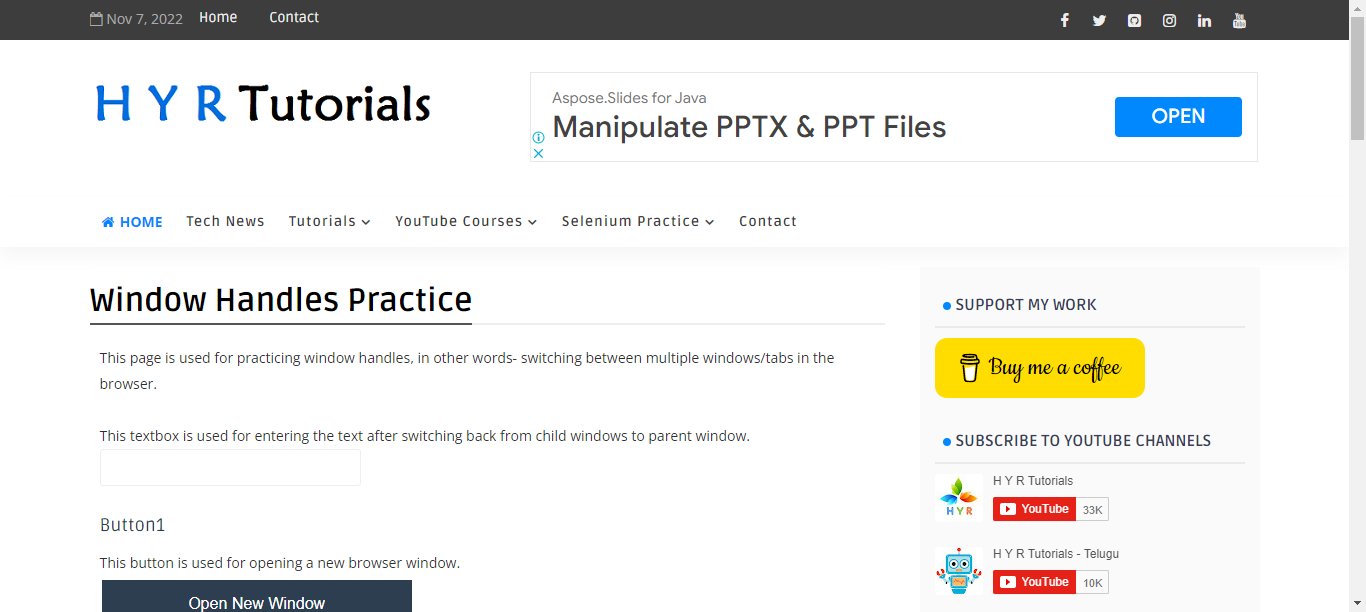 Nov 7, 2022 Home Contact
H Y R Tutorials
Aspose.Slides for Java
Manipulate PPTX & PPT Files
OPEN
HOME Tech News Tutorials YouTube Courses Selenium Practice Contact
Window Handles Practice
This page is used for practicing window handles, in other words- switching between multiple windows/tabs in the
browser.
This textbox is used for entering the text after switching back from child windows to parent window.
Button1
This button is used for opening a new browser window.
Open New Window
SUPPORT MY WORK
Buy me a coffee
SUBSCRIBE TO YOUTUBE CHANNELS
HYR
H Y R Tutorials
YouTube 33K
H Y R Tutorials - Telugu
YouTube 10K